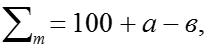 ∑ₘ = 100 + а − в,